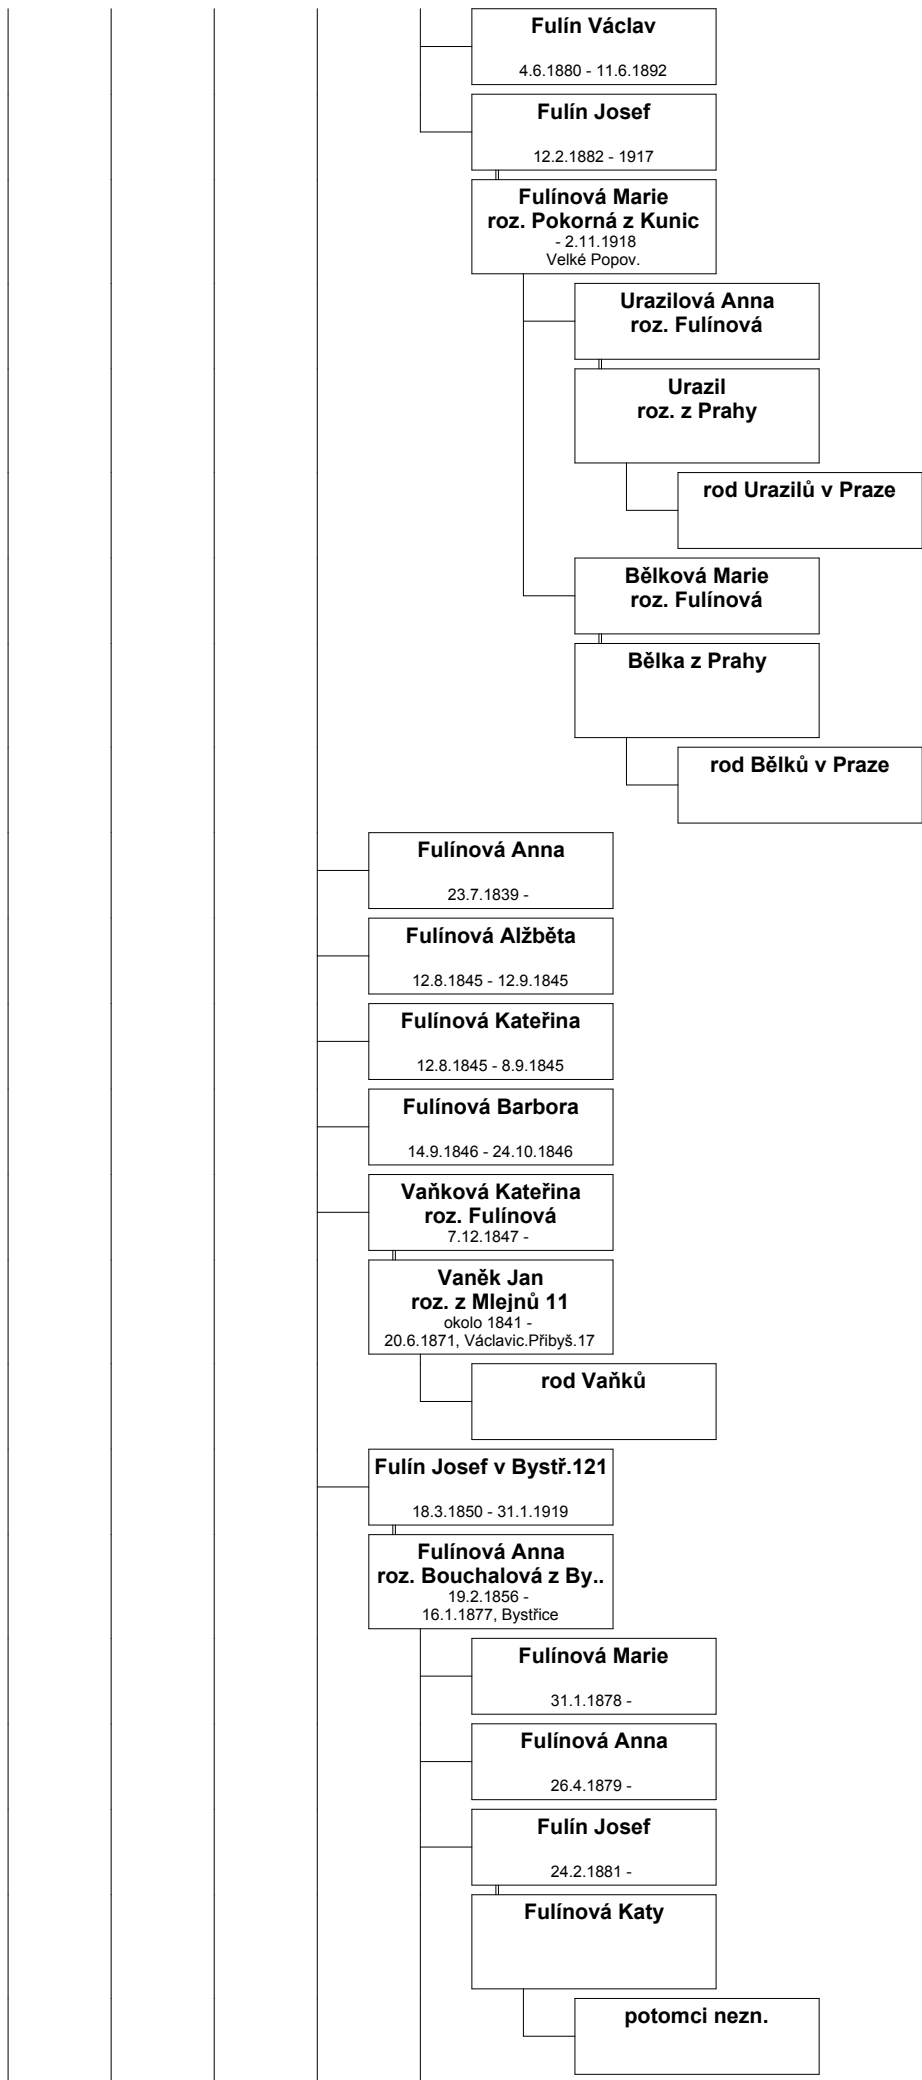 Fulín Václav
4.6.1880 - 11.6.1892
Fulín Josef
12.2.1882 - 1917
Fulínová Marie
roz. Pokorná z Kunic
- 2.11.1918
Velké Popov.
Urazilová Anna
roz. Fulínová
Urazil
roz. z Prahy
rod Urazilů v Praze
Bělková Marie
roz. Fulínová
Bělka z Prahy
rod Bělků v Praze
Fulínová Anna
23.7.1839 -
Fulínová Alžběta
12.8.1845 - 12.9.1845
Fulínová Kateřina
12.8.1845 - 8.9.1845
Fulínová Barbora
14.9.1846 - 24.10.1846
Vaňková Kateřina
roz. Fulínová
7.12.1847 -
Vaněk Jan
roz. z Mlejnů 11
okolo 1841 -
20.6.1871, Václavic.Přibyš.17
rod Vaňků
Fulín Josef v Bystř.121
18.3.1850 - 31.1.1919
Fulínová Anna
roz. Bouchalová z By..
19.2.1856 -
16.1.1877, Bystřice
Fulínová Marie
31.1.1878 -
Fulínová Anna
26.4.1879 -
Fulín Josef
24.2.1881 -
Fulínová Katy
potomci nezn.